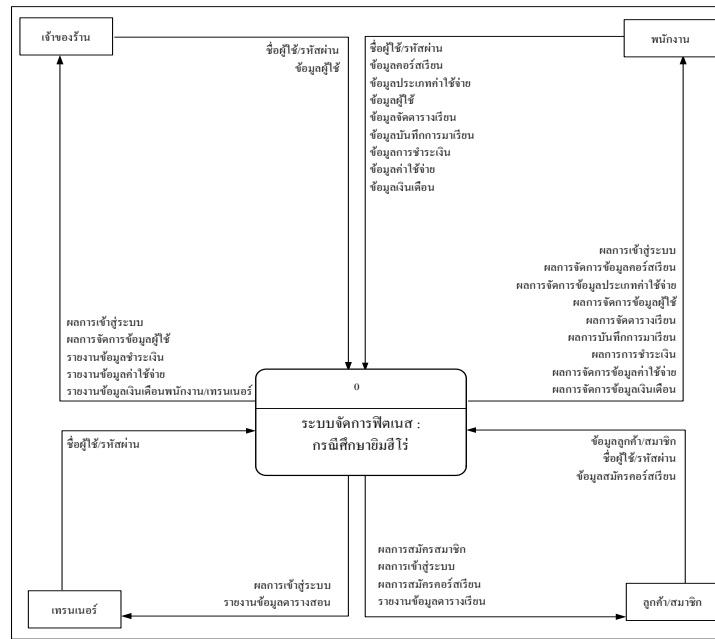 เจ้าของร้าน
พนักงาน
ชื่อผู้ใช้/รหัสผ่าน
ข้อมูลผู้ใช้
ชื่อผู้ใช้/รหัสผ่าน
ข้อมูลคอร์สเรียน
ข้อมูลประเภทค่าใช้จ่าย
ข้อมูลผู้ใช้
ข้อมูลจัดตารางเรียน
ข้อมูลบันทึกการมาเรียน
ข้อมูลการชำระเงิน
ข้อมูลค่าใช้จ่าย
ข้อมูลเงินเดือน
ผลการเข้าสู่ระบบ
ผลการจัดการข้อมูลผู้ใช้
รายงานข้อมูลชำระเงิน
รายงานข้อมูลค่าใช้จ่าย
รายงานข้อมูลเงินเดือนพนักงาน/เทรนเนอร์
ผลการเข้าสู่ระบบ
ผลการจัดการข้อมูลคอร์สเรียน
ผลการจัดการข้อมูลประเภทค่าใช้จ่าย
ผลการจัดการข้อมูลผู้ใช้
ผลการจัดตารางเรียน
ผลการบันทึกการมาเรียน
ผลการการชำระเงิน
ผลการจัดการข้อมูลค่าใช้จ่าย
ผลการจัดการข้อมูลเงินเดือน
0
ระบบจัดการฟิตเนส :
กรณีศึกษายิมฮีโร่
ชื่อผู้ใช้/รหัสผ่าน
ข้อมูลลูกค้า/สมาชิก
ชื่อผู้ใช้/รหัสผ่าน
ข้อมูลสมัครคอร์สเรียน
ผลการเข้าสู่ระบบ
รายงานข้อมูลตารางสอน
ผลการสมัครสมาชิก
ผลการเข้าสู่ระบบ
ผลการสมัครคอร์สเรียน
รายงานข้อมูลตารางเรียน
เทรนเนอร์
ลูกค้า/สมาชิก